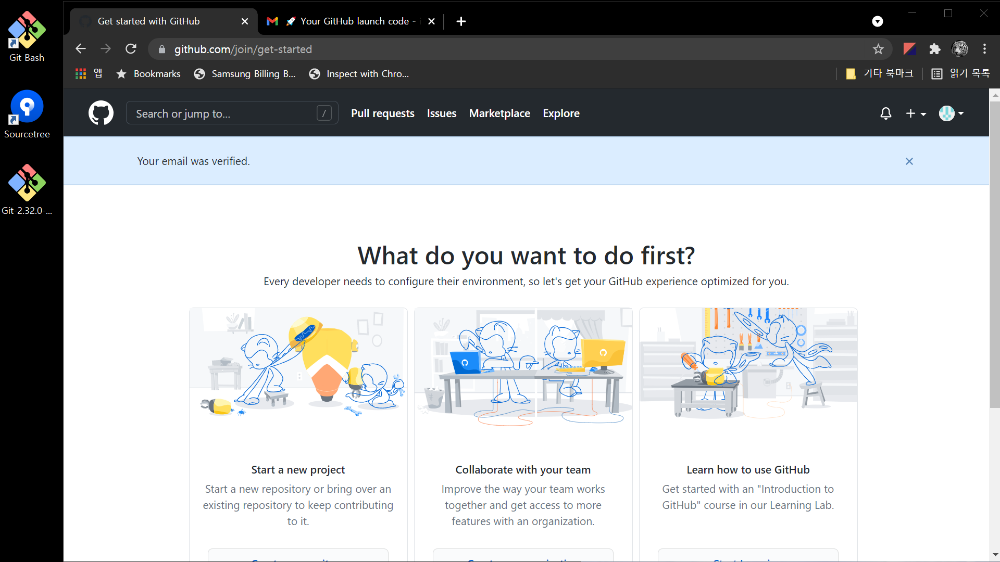 Git Bash
Sourcetree
Git-2.32.0-...
Get started with GitHub
🚀 Your GitHub launch code -
github.com/join/get-started
앱
Bookmarks
Samsung Billing B...
Inspect with Chro...
기타 북마크
읽기 목록
Search or jump to...
/
Pull requests
Issues
Marketplace
Explore
Your email was verified.
What do you want to do first?
Every developer needs to configure their environment, so let's get your GitHub experience optimized for you.
Start a new project
Start a new repository or bring over an
existing repository to keep contributing
to it.
Collaborate with your team
Improve the way your team works
together and get access to more
features with an organization.
Learn how to use GitHub
Get started with an "Introduction to
GitHub" course in our Learning Lab.